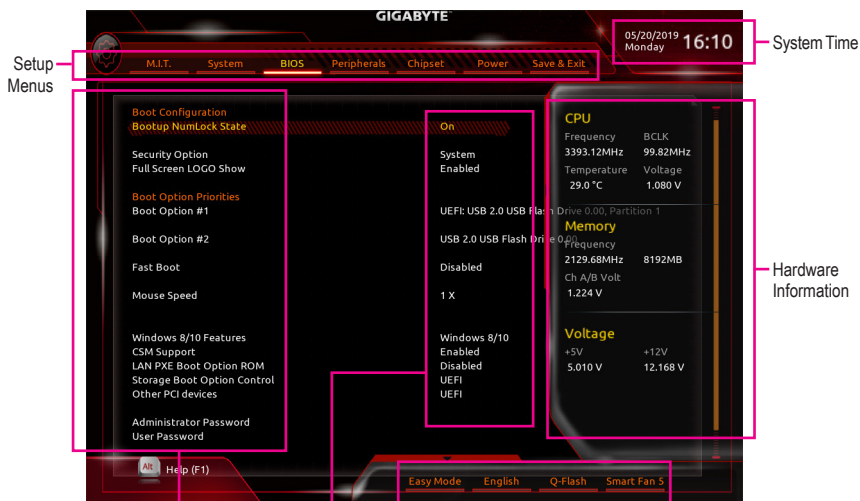 GIGABYTE
05/20/2019
Monday
16:10
System Time
Setup
Menus
M.I.T. System BIOS Peripherals Chipset Power Save & Exit
Boot Configuration
Bootup NumLock State On
Security Option System
Full Screen LOGO Show Enabled
Boot Option Priorities
Boot Option #1 UEFI: USB 2.0 USB Flash Drive 0.00, Partition 1
Boot Option #2 USB 2.0 USB Flash Drive 0.00
Fast Boot Disabled
Mouse Speed 1 X
Windows 8/10 Features Windows 8/10
CSM Support Enabled
LAN PXE Boot Option ROM Disabled
Storage Boot Option Control UEFI
Other PCI devices UEFI
Administrator Password
User Password
CPU
Frequency BCLK
3393.12MHz 99.82MHz
Temperature Voltage
29.0 °C 1.080 V
Memory
Frequency
2129.68MHz 8192MB
Ch A/B Volt
1.224 V
Voltage
+5V +12V
5.010 V 12.168 V
Hardware
Information
Alt Help (F1)
Easy Mode English Q-Flash Smart Fan 5